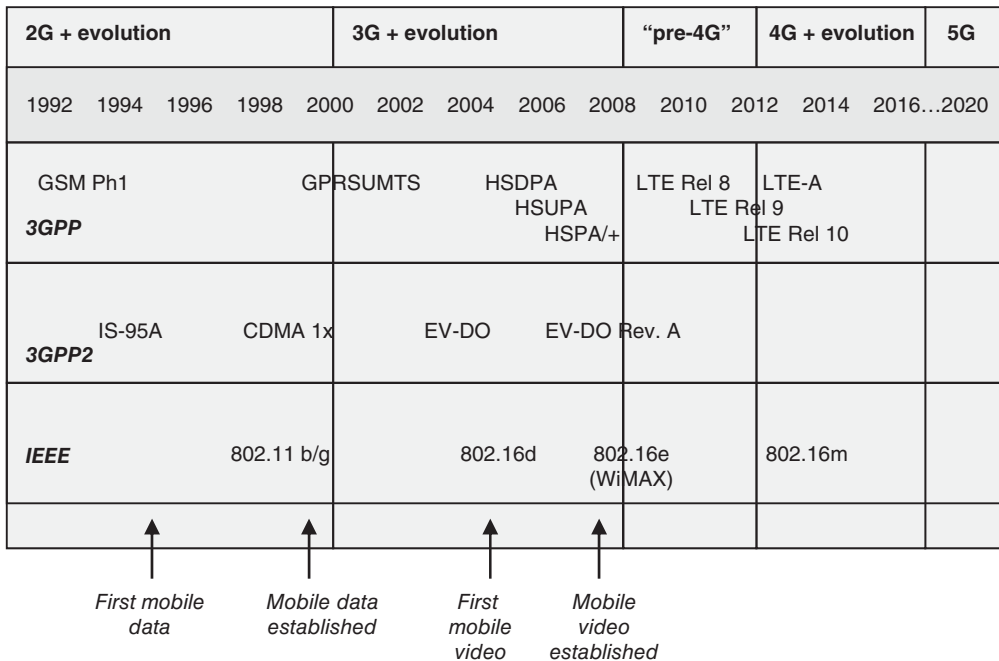 2G + evolution 3G + evolution “pre-4G” 4G + evolution 5G
1992 1994 1996 1998 2000 2002 2004 2006 2008 2010 2012 2014 2016…2020
GSM Ph1 GPRSUMTS HSDPA LTE Rel 8 LTE-A
HSUPA LTE Rel 9
3GPP HSPA/+ LTE Rel 10
IS-95A CDMA 1x EV-DO EV-DO Rev. A
3GPP2
IEEE 802.11 b/g 802.16d 802.16e 802.16m
(WiMAX)
First mobile
data
Mobile data
established
First
mobile
video
Mobile
video
established